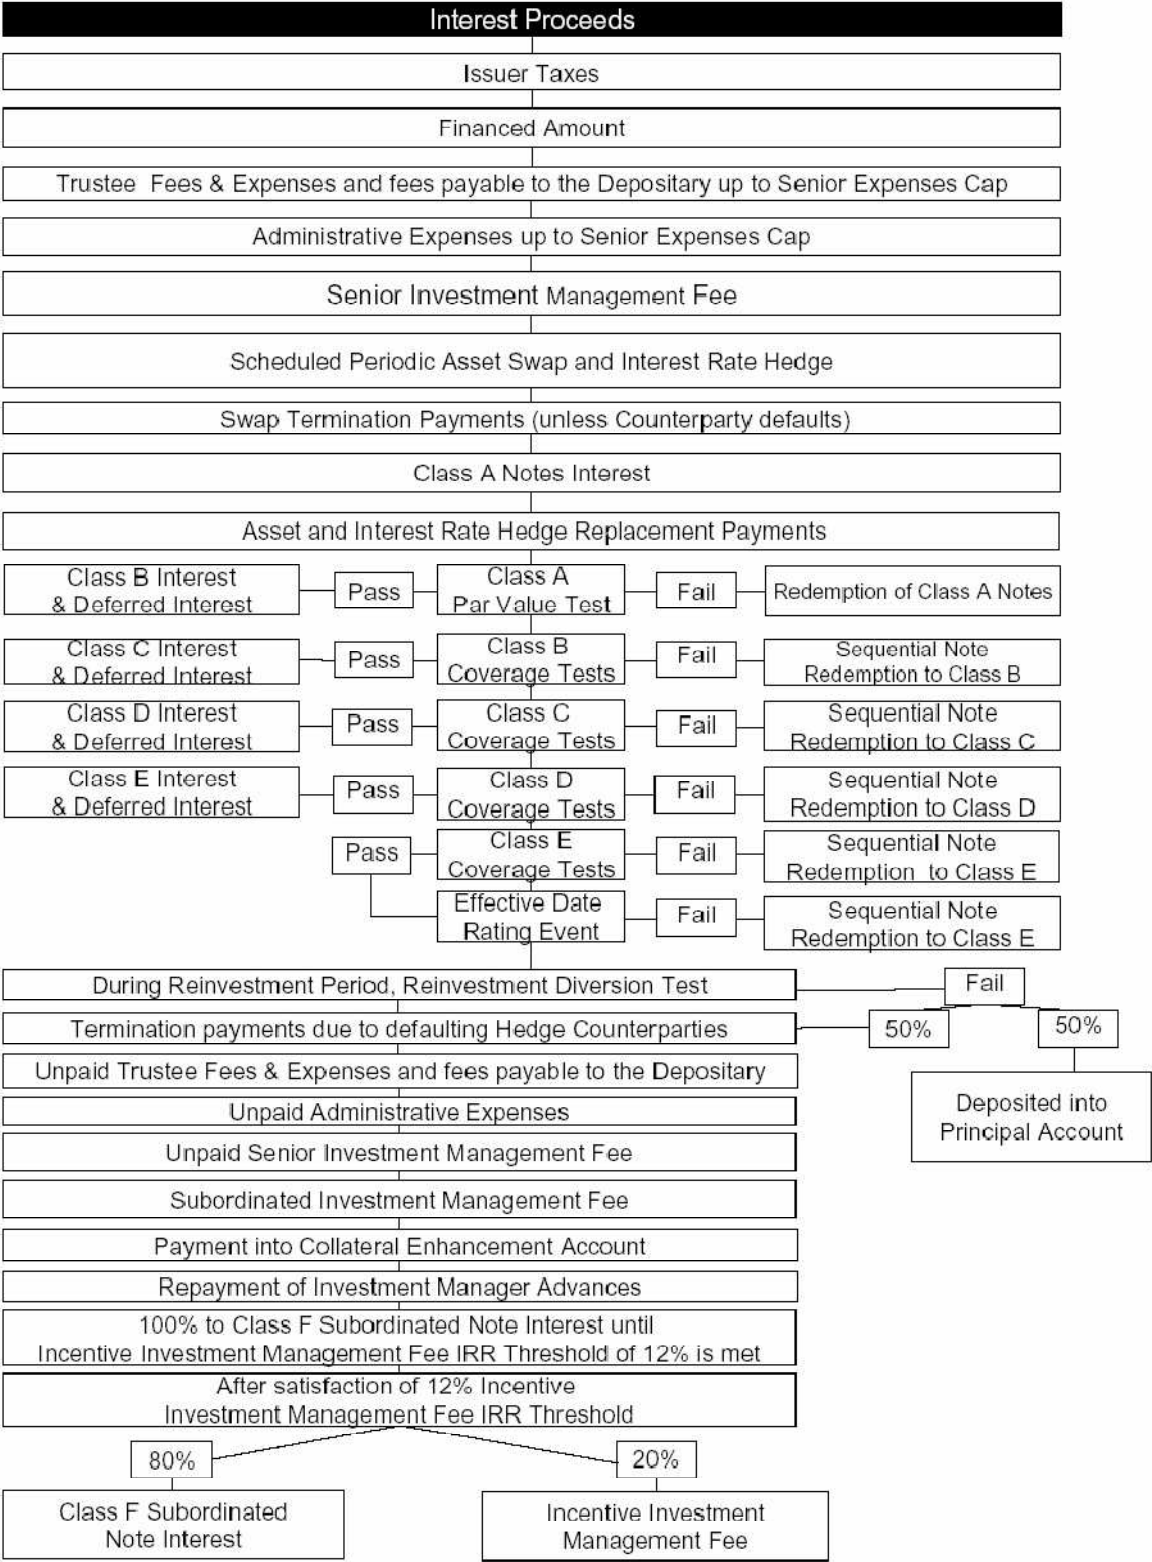 Interest Proceeds
Issuer Taxes
Financed Amount
Trustee Fees & Expenses and fees payable to the Depositary up to Senior Expenses Cap
Administrative Expenses up to Senior Expenses Cap
Senior Investment Management Fee
Scheduled Periodic Asset Swap and Interest Rate Hedge
Swap Termination Payments (unless Counterparty defaults)
Class A Notes Interest
Asset and Interest Rate Hedge Replacement Payments
Class B Interest
& Deferred Interest
Pass
Class A
Par Value Test
Fail
Redemption of Class A Notes
Class C Interest
& Deferred Interest
Pass
Class B
Coverage Tests
Fail
Sequential Note
Redemption to Class B
Class D Interest
& Deferred Interest
Pass
Class C
Coverage Tests
Fail
Sequential Note
Redemption to Class C
Class E Interest
& Deferred Interest
Pass
Class D
Coverage Tests
Fail
Sequential Note
Redemption to Class D
Pass
Class E
Coverage Tests
Fail
Sequential Note
Redemption to Class E
Effective Date
Rating Event
Fail
Sequential Note
Redemption to Class E
During Reinvestment Period, Reinvestment Diversion Test
Fail
Termination payments due to defaulting Hedge Counterparties
50%
50%
Unpaid Trustee Fees & Expenses and fees payable to the Depositary
Deposited into
Principal Account
Unpaid Administrative Expenses
Unpaid Senior Investment Management Fee
Subordinated Investment Management Fee
Payment into Collateral Enhancement Account
Repayment of Investment Manager Advances
100% to Class F Subordinated Note Interest until
Incentive Investment Management Fee IRR Threshold of 12% is met
After satisfaction of 12% Incentive
Investment Management Fee IRR Threshold
80%
20%
Class F Subordinated
Note Interest
Incentive Investment
Management Fee